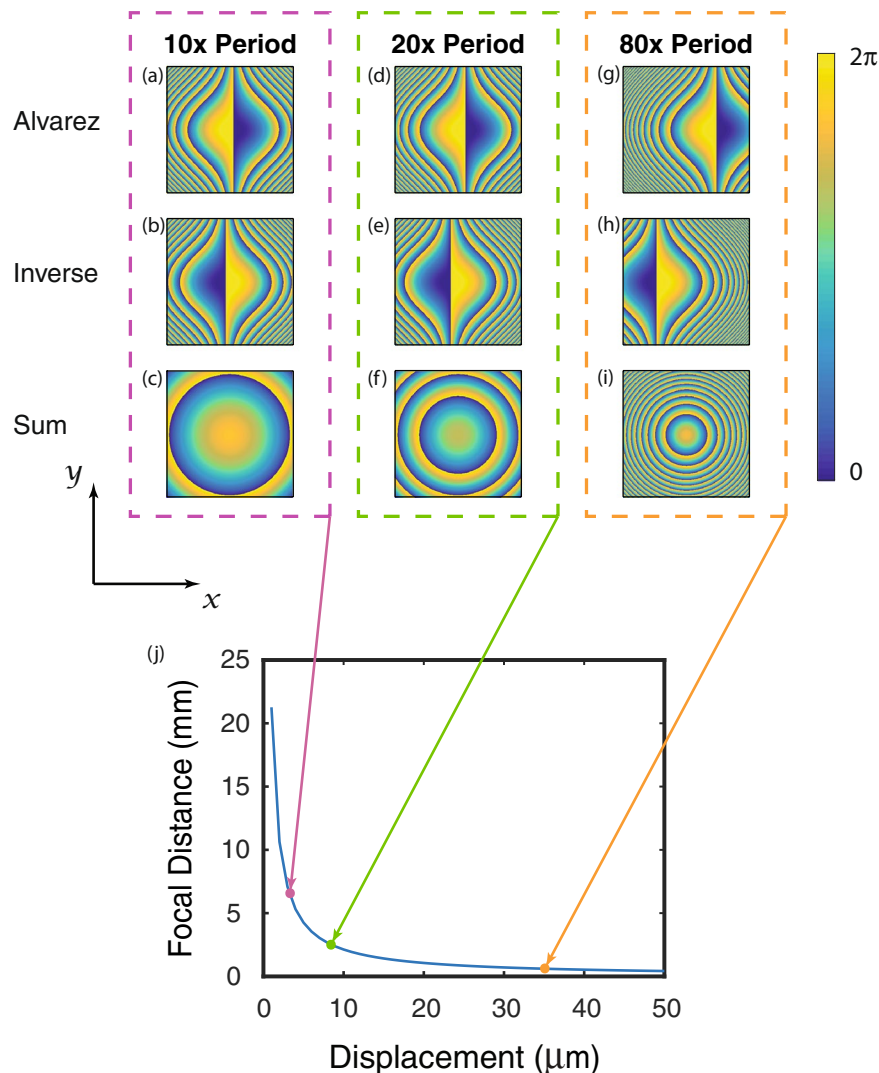 10x Period 20x Period 80x Period
(a) (d) (g) 2π
Alvarez
(b) (e) (h)
Inverse
(c) (f) (i)
Sum
0
y
x
(j)
25
20
15
10
5
0
Focal Distance (mm)
0 10 20 30 40 50
Displacement (μm)